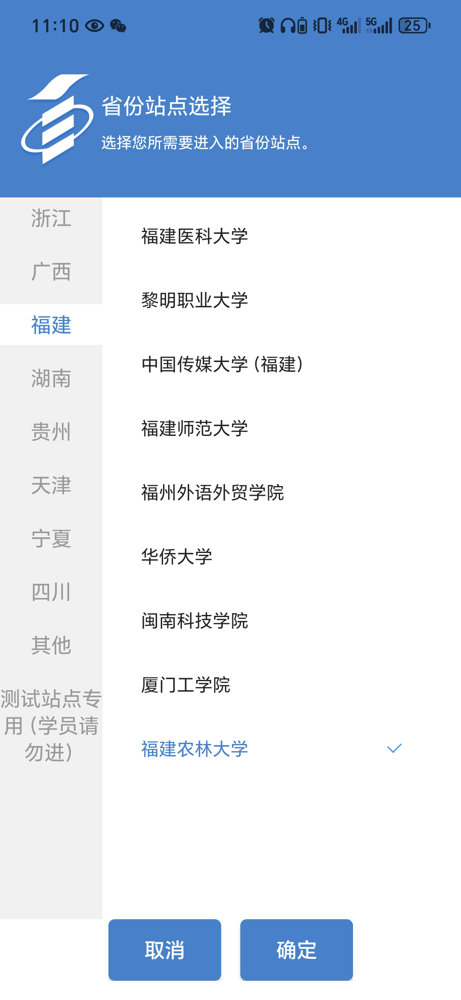 11:10
4G 5G 25
省份站点选择
选择您所需要进入的省份站点。
浙江
广西
福建
湖南
贵州
天津
宁夏
四川
其他
测试站点专
用(学员请
勿进)
福建医科大学
黎明职业大学
中国传媒大学(福建)
福建师范大学
福州外语外贸学院
华侨大学
闽南科技学院
厦门工学院
福建农林大学
取消
确定